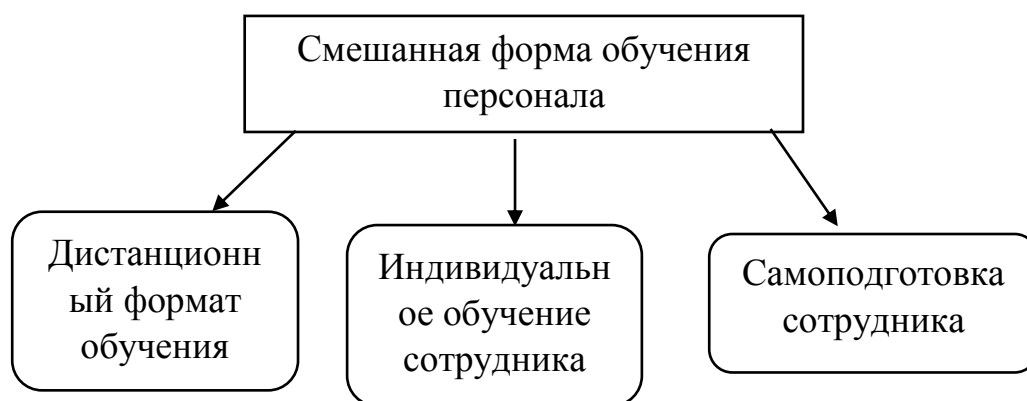 Смешанная форма обучения
персонала
Дистанционн
ый формат
обучения
Индивидуальн
ое обучение
сотрудника
Самоподготовка
сотрудника